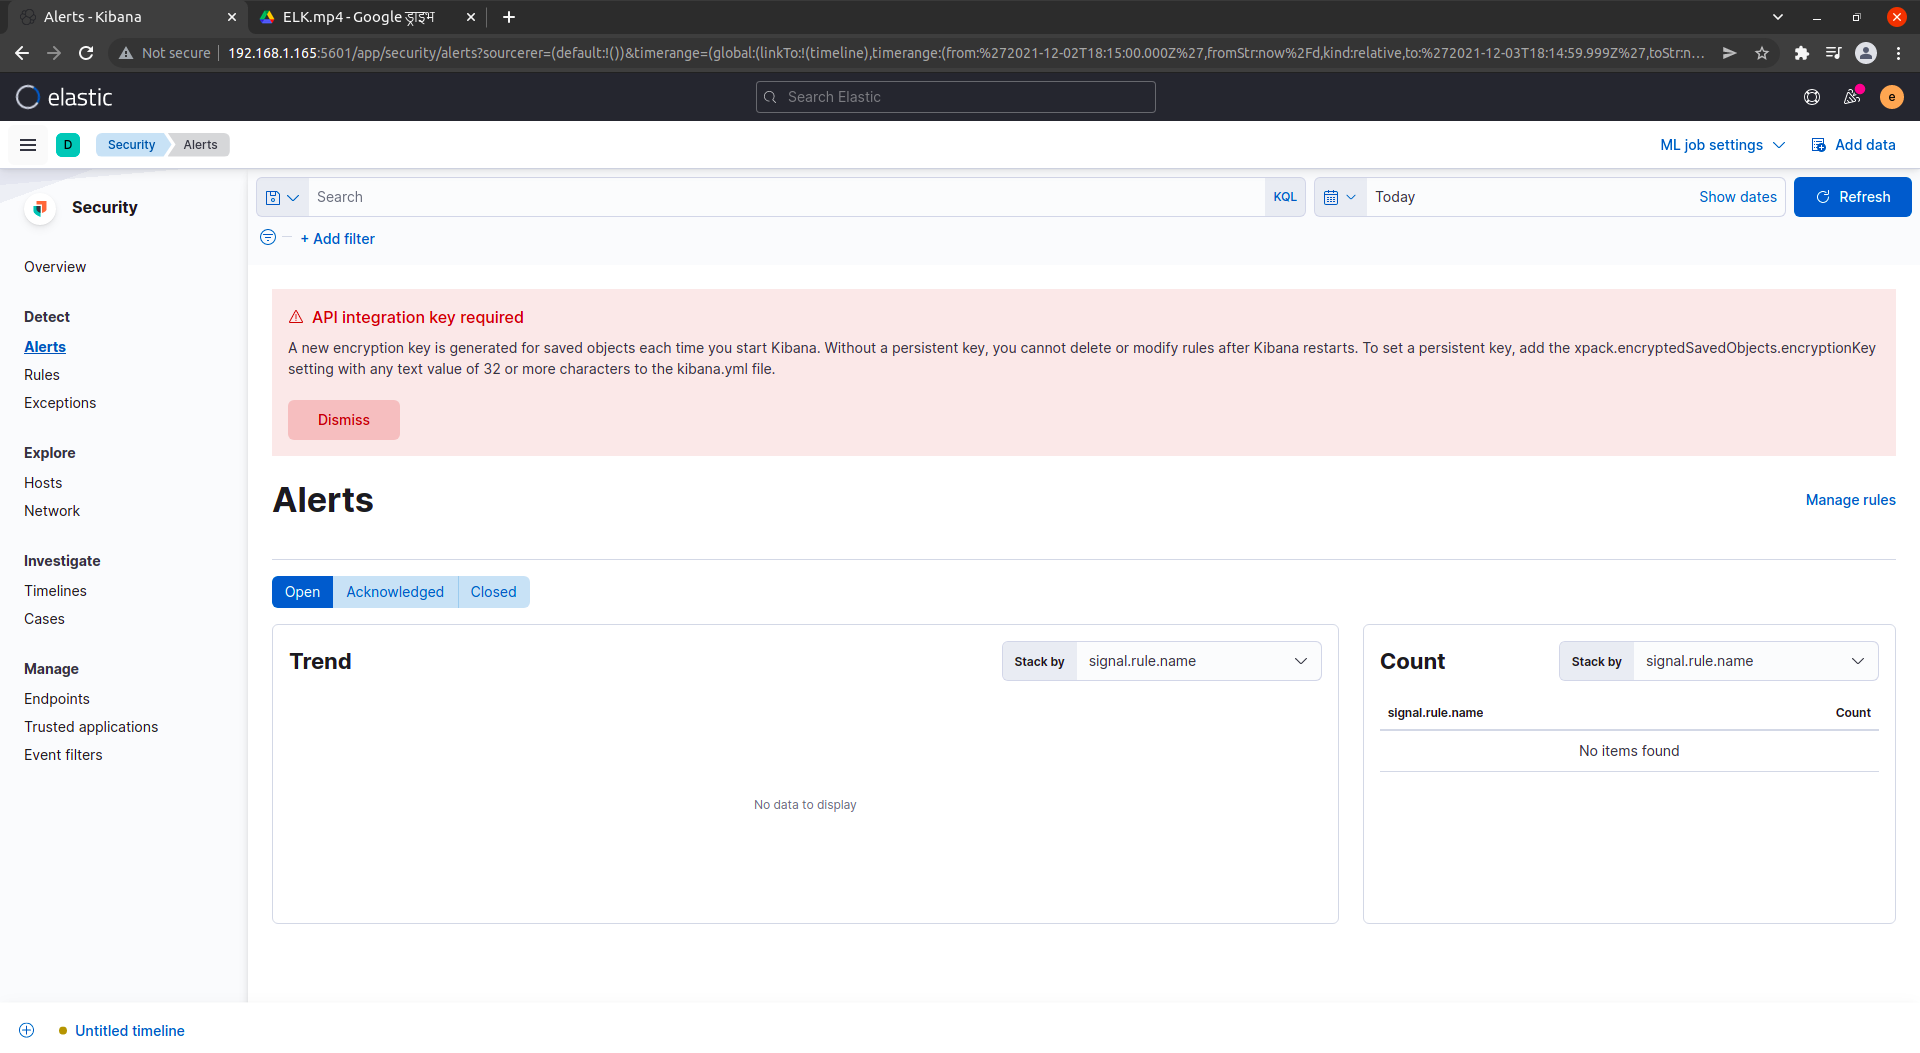 Alerts - Kibana
ELK.mp4 - Google ड्राइभ
Not secure
192.168.1.165:5601/app/security/alerts?sourcerer=(default:!())&timerange=(global:(linkTo:!(timeline),timerange:(from:%272021-12-02T18:15:00.000Z%27,fromStr:now%2Fd,kind:relative,to:%272021-12-03T18:14:59.999Z%27,toStr:n...
elastic
Search Elastic
e
D
Security
Alerts
ML job settings
Add data
Security
Search
KQL
Today
Show dates
Refresh
+ Add filter
Overview
Detect
Alerts
Rules
Exceptions
Explore
Hosts
Network
Investigate
Timelines
Cases
Manage
Endpoints
Trusted applications
Event filters
API integration key required
A new encryption key is generated for saved objects each time you start Kibana. Without a persistent key, you cannot delete or modify rules after Kibana restarts. To set a persistent key, add the xpack.encryptedSavedObjects.encryptionKey
setting with any text value of 32 or more characters to the kibana.yml file.
Dismiss
Alerts
Manage rules
Open
Acknowledged
Closed
Trend
Stack by
signal.rule.name
No data to display
Count
Stack by
signal.rule.name
signal.rule.name
Count
No items found
Untitled timeline